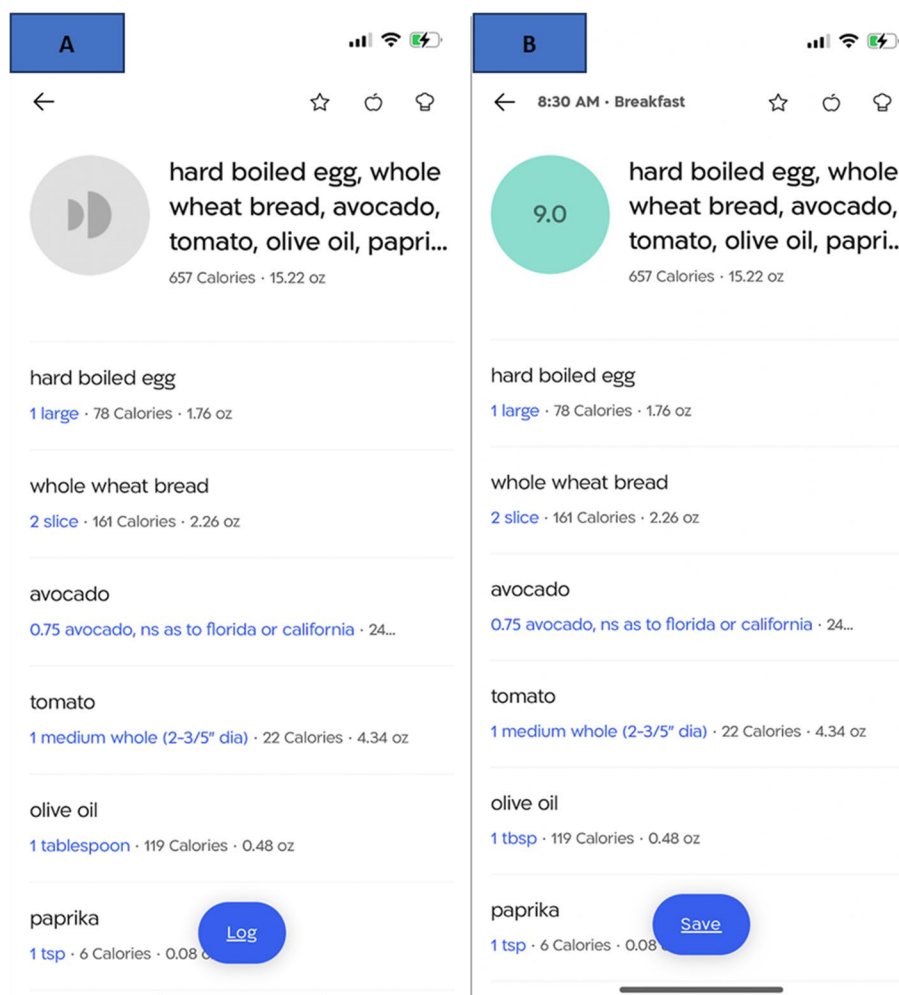 A
hard boiled egg, whole
wheat bread, avocado,
tomato, olive oil, papri...
657 Calories · 15.22 oz
hard boiled egg
1 large · 78 Calories · 1.76 oz
whole wheat bread
2 slice · 161 Calories · 2.26 oz
avocado
0.75 avocado, ns as to florida or california · 24...
tomato
1 medium whole (2-3/5" dia) · 22 Calories · 4.34 oz
olive oil
1 tablespoon · 119 Calories · 0.48 oz
paprika
1 tsp · 6 Calories · 0.08
Log
B
8:30 AM · Breakfast
9.0
hard boiled egg, whole
wheat bread, avocado,
tomato, olive oil, papri..
657 Calories · 15.22 oz
hard boiled egg
1 large · 78 Calories · 1.76 oz
whole wheat bread
2 slice · 161 Calories · 2.26 oz
avocado
0.75 avocado, ns as to florida or california · 24...
tomato
1 medium whole (2-3/5" dia) · 22 Calories · 4.34 oz
olive oil
1 tbsp · 119 Calories · 0.48 oz
paprika
1 tsp · 6 Calories · 0.08
Save